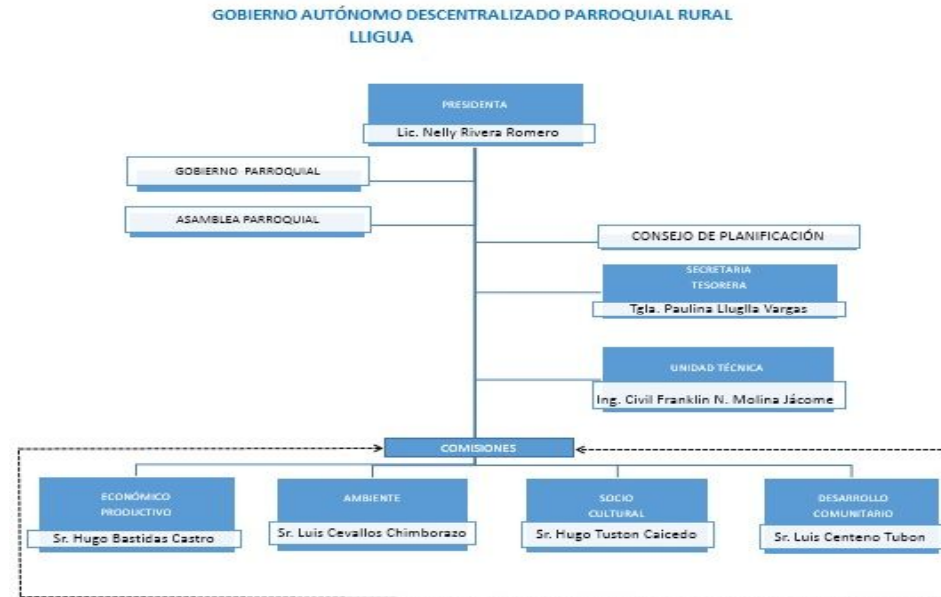 GOBIERNO AUTÓNOMO DESCENTRALIZADO PARROQUIAL RURAL
LLIGUA
PRESIDENTA
Lic. Nelly Rivera Romero
GOBIERNO PARROQUIAL
ASAMBLEA PARROQUIAL
CONSEJO DE PLANIFICACIÓN
SECRETARIA
TESORERA
Tgla. Paulina Lluglla Vargas
UNIDAD TÉCNICA
Ing. Civil Franklin N. Molina Jácome
COMISIONES
ECONÓMICO
PRODUCTIVO
Sr. Hugo Bastidas Castro
AMBIENTE
Sr. Luis Cevallos Chimborazo
SOCIO
CULTURAL
Sr. Hugo Tuston Caicedo
DESARROLLO
COMUNITARIO
Sr. Luis Centeno Tubon